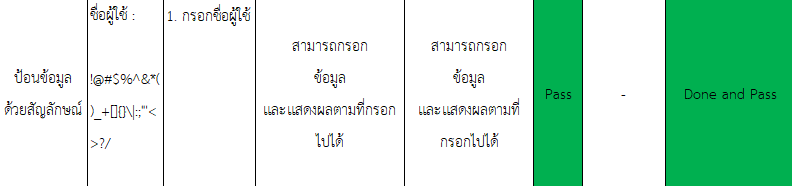 ป้อนข้อมูล
ด้วยสัญลักษณ์
ชื่อผู้ใช้ :
!@#$%^&*(
)_+[]{}\|:;"'<
>?/
1. กรอกชื่อผู้ใช้
สามารถกรอก
ข้อมูล
และแสดงผลตามที่กรอก
ไปได้
สามารถกรอก
ข้อมูล
และแสดงผลตามที่
กรอกไปได้
Pass
-
Done and Pass